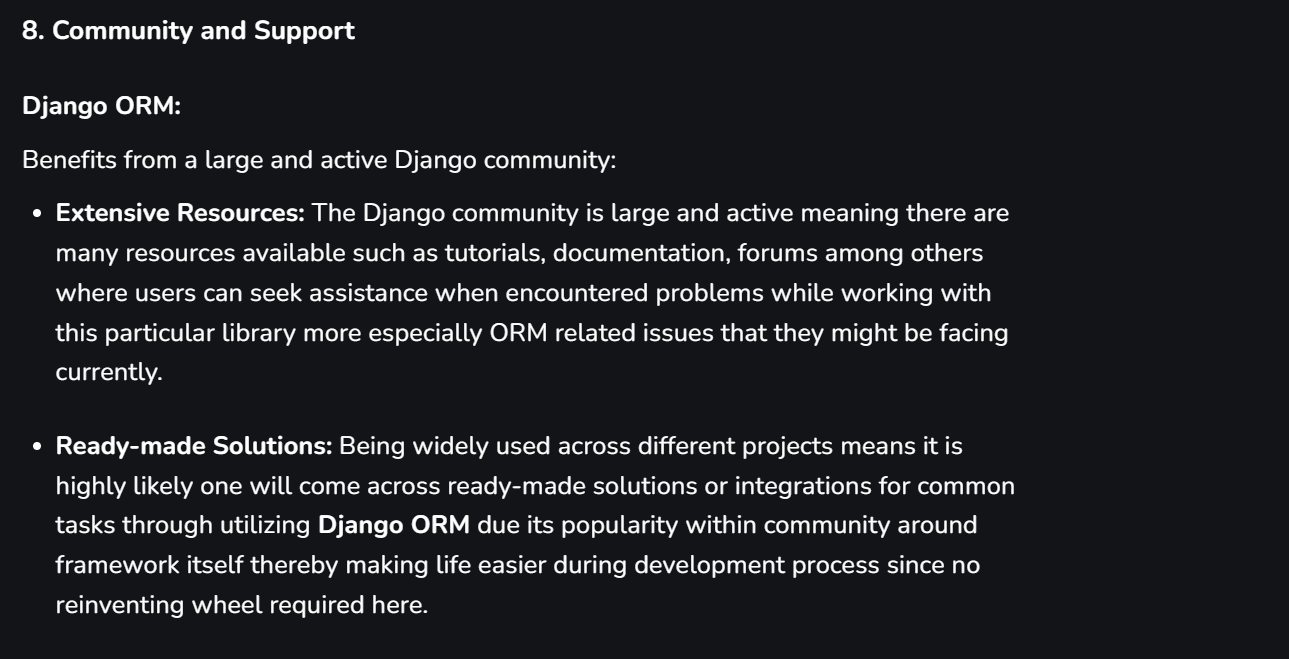 8. Community and Support
Django ORM:
Benefits from a large and active Django community:
• Extensive Resources: The Django community is large and active meaning there are
many resources available such as tutorials, documentation, forums among others
where users can seek assistance when encountered problems while working with
this particular library more especially ORM related issues that they might be facing
currently.
• Ready-made Solutions: Being widely used across different projects means it is
highly likely one will come across ready-made solutions or integrations for common
tasks through utilizing Django ORM due its popularity within community around
framework itself thereby making life easier during development process since no
reinventing wheel required here.